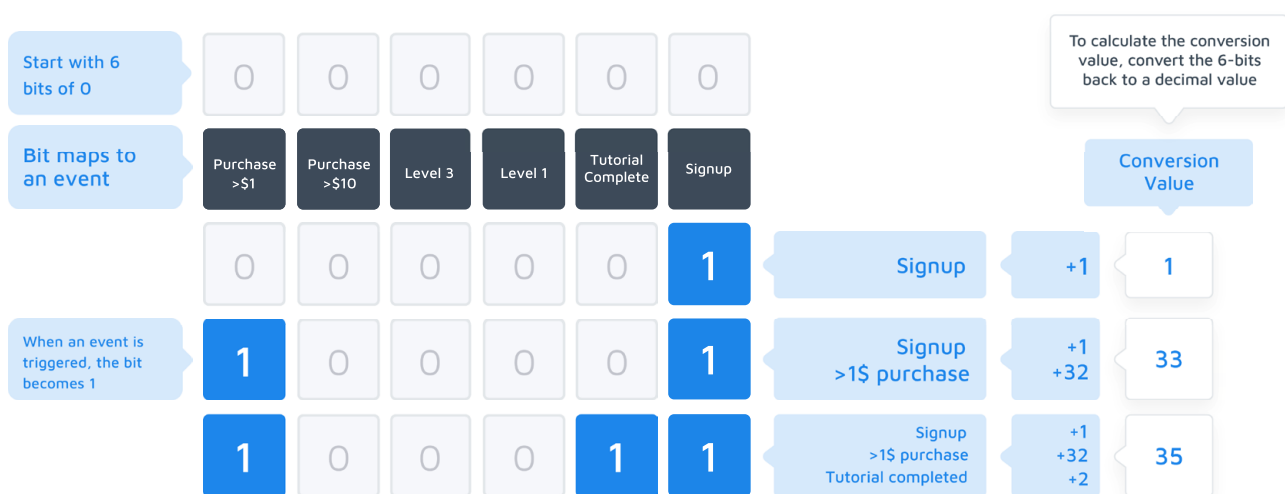 To calculate the conversion
value, convert the 6-bits
back to a decimal value
Start with 6
bits of 0
0 0 0 0 0 0
Bit maps to
an event
Purchase
>$1
Purchase
>$10
Level 3
Level 1
Tutorial
Complete
Signup
Conversion
Value
0 0 0 0 0 1
Signup
+1
1
When an event is
triggered, the bit
becomes 1
1 0 0 0 0 1
Signup
>1$ purchase
+1
+32
33
1 0 0 0 1 1
Signup
>1$ purchase
Tutorial completed
+1
+32
+2
35